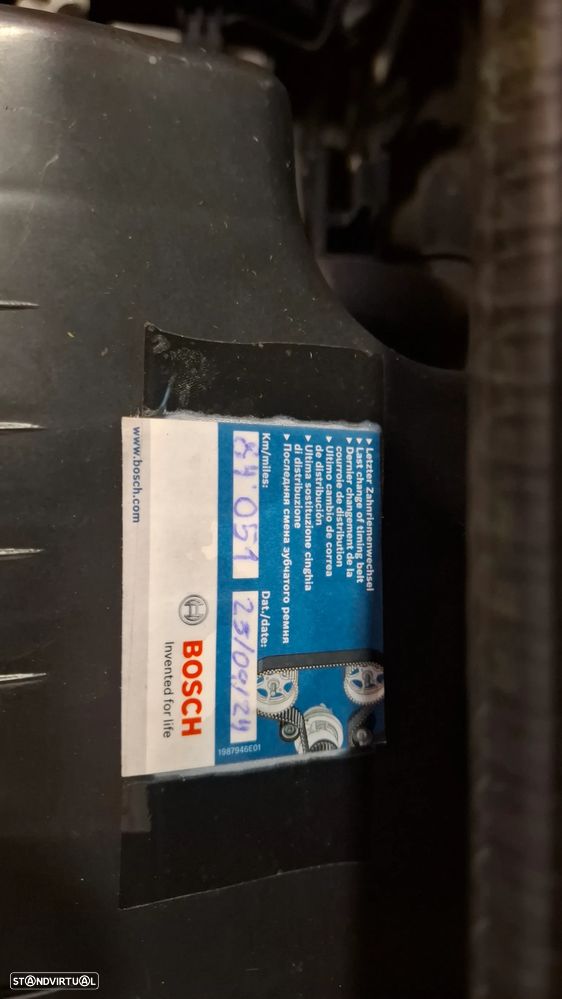 ▸ Letzter Zahnriemenwechsel
▸ Last change of timing belt
▸ Dernier changement de la
courroie de distribution
▸ Ultimo cambio de correa
de distribución
▸ Ultima sostituzione cinghia
di distribuzione
▸ Последняя смена зубчатого ремня
Km/miles: Dat./date:
84'051 23/09/24
1987946E01
BOSCH
Invented for life
www.bosch.com
STANDVIRTUAL